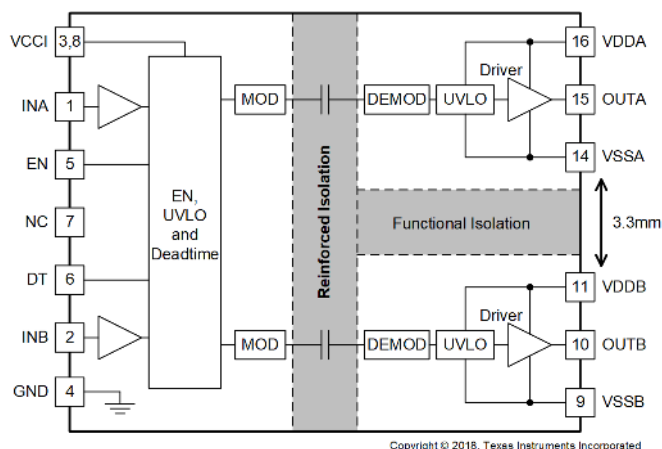 VCCI 3,8
INA 1
EN 5
NC 7
DT 6
INB 2
GND 4
EN,
UVLO
and
Deadtime
MOD
MOD
Reinforced Isolation
DEMOD UVLO
Driver
16 VDDA
15 OUTA
14 VSSA
Functional Isolation
3.3mm
DEMOD UVLO
Driver
11 VDDB
10 OUTB
9 VSSB
Copyright © 2018, Texas Instruments Incorporated